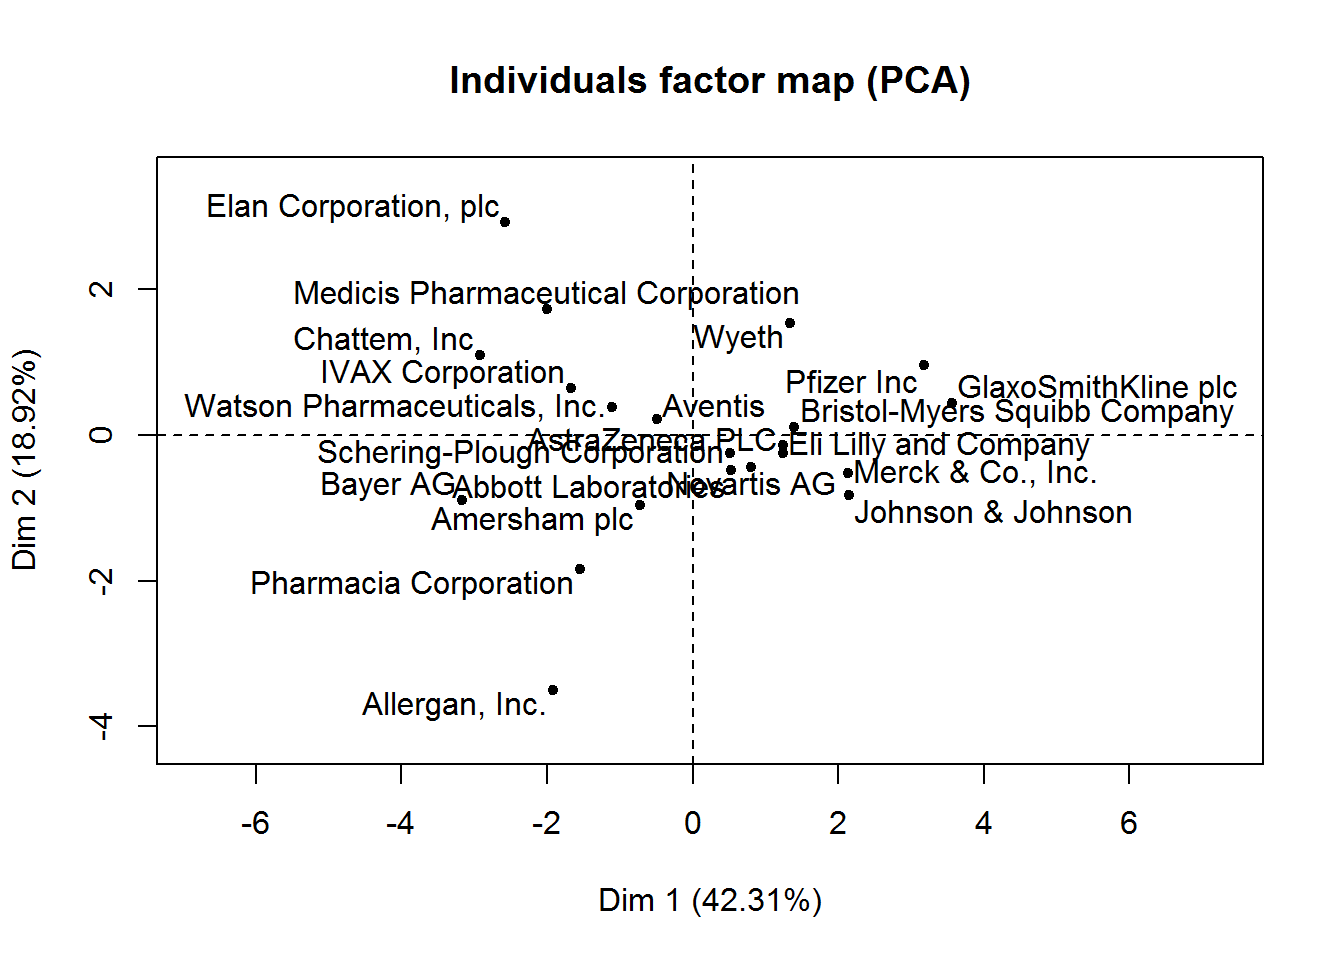 Individuals factor map (PCA)
Elan Corporation, plc
Medicis Pharmaceutical Corporation
Chattem, Inc
Wyeth
IVAX Corporation
Pfizer Inc
GlaxoSmithKline plc
Watson Pharmaceuticals, Inc.
Aventis
Bristol-Myers Squibb Company
AstraZeneca PLC
Eli Lilly and Company
Schering-Plough Corporation
Merck & Co., Inc.
Bayer AG
Abbott Laboratories
Novartis AG
Johnson & Johnson
Amersham plc
Pharmacia Corporation
Allergan, Inc.
2
0
-2
-4
Dim 2 (18.92%)
-6 -4 -2 0 2 4 6
Dim 1 (42.31%)